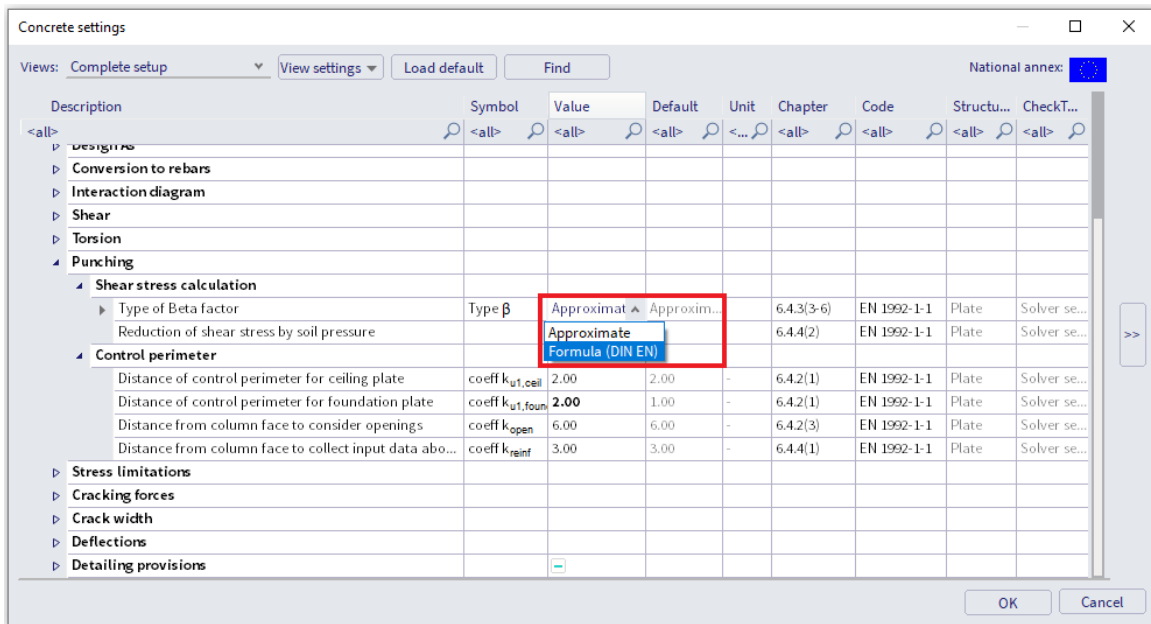 Concrete settings
Views: Complete setup View settings Load default Find National annex:
Description Symbol Value Default Unit Chapter Code Structu... CheckT...
<all> <all> <all> <all> <... <all> <all> <all> <all>
Design As
Conversion to rebars
Interaction diagram
Shear
Torsion
Punching
Shear stress calculation
Type of Beta factor Type β Approximat Approxim... 6.4.3(3-6) EN 1992-1-1 Plate Solver se...
Reduction of shear stress by soil pressure Approximate 6.4.4(2) EN 1992-1-1 Plate Solver se...
Control perimeter Formula (DIN EN)
Distance of control perimeter for ceiling plate coeff ku1,ceil 2.00 2.00 - 6.4.2(1) EN 1992-1-1 Plate Solver se...
Distance of control perimeter for foundation plate coeff ku1,foun 2.00 1.00 - 6.4.2(1) EN 1992-1-1 Plate Solver se...
Distance from column face to consider openings coeff kopen 6.00 6.00 - 6.4.2(3) EN 1992-1-1 Plate Solver se...
Distance from column face to collect input data abo... coeff kreinf 3.00 3.00 - 6.4.4(1) EN 1992-1-1 Plate Solver se...
Stress limitations
Cracking forces
Crack width
Deflections
Detailing provisions
>>
OK Cancel